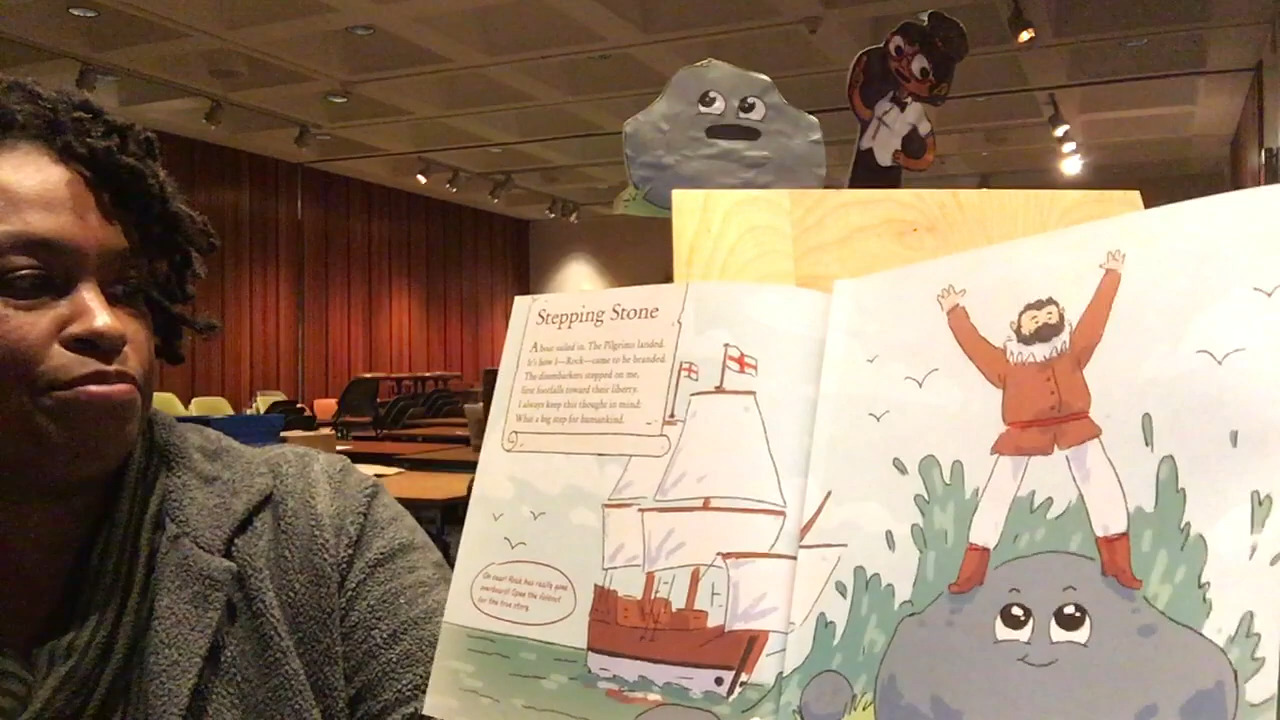 Stepping Stone
A boat sailed in. The Pilgrims landed.
It's how I—Rock—came to be branded.
The disembarkers stepped on me,
first footfalls toward their liberty.
I always keep this thought in mind:
What a big step for humankind.
Oh dear! Rock has really gone
overboard! Open the foldout
for the true story.